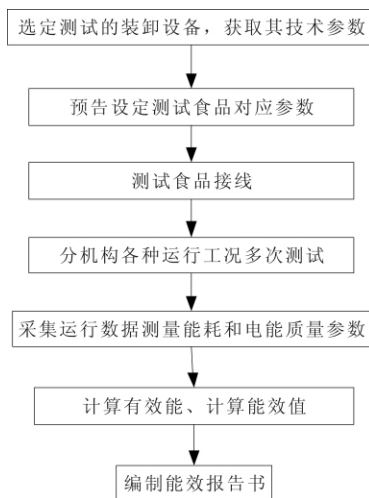 选定测试的装卸设备，获取其技术参数
预告设定测试食品对应参数
测试食品接线
分机构各种运行工况多次测试
采集运行数据测量能耗和电能质量参数
计算有效能、计算能效值
编制能效报告书